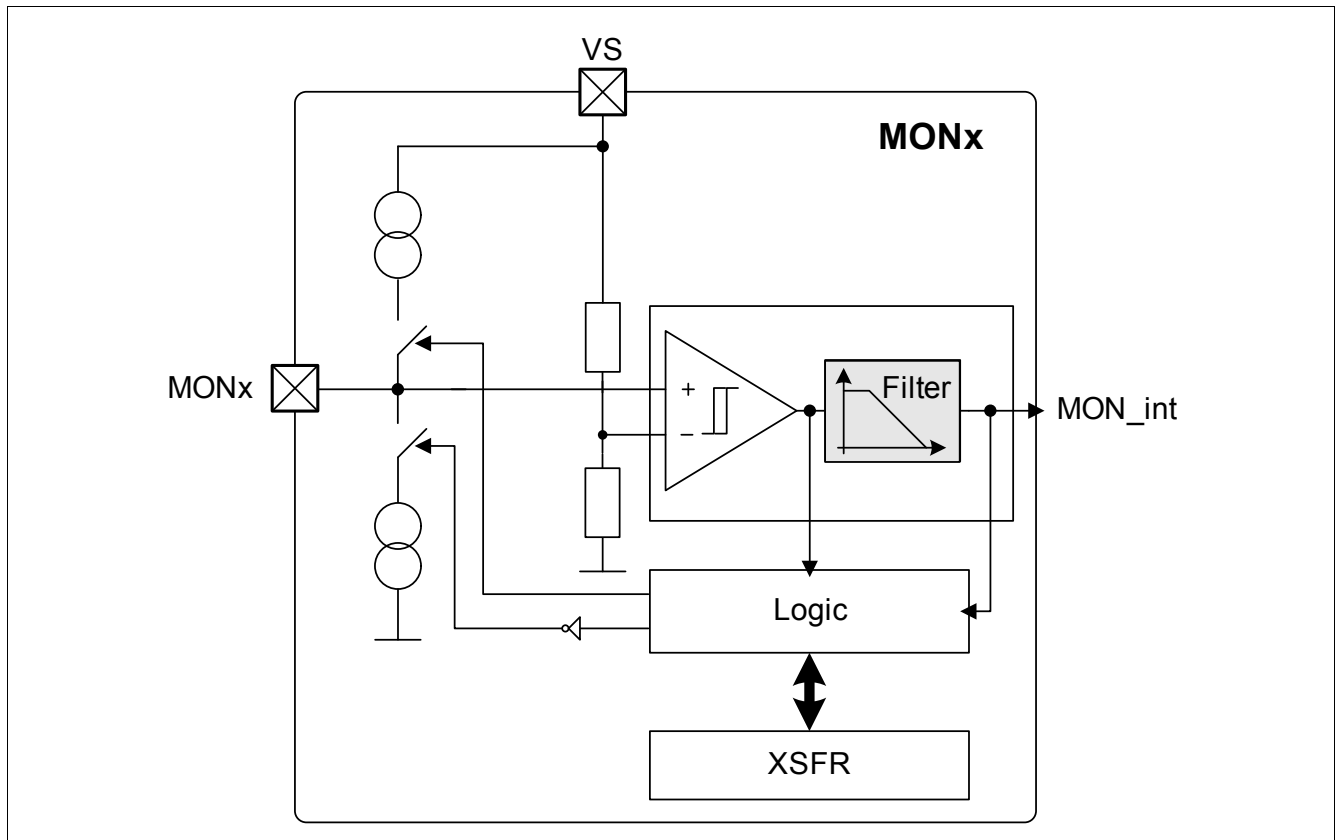 VS
MONx
MONx
+
Filter
MON_int
−
Logic
XSFR